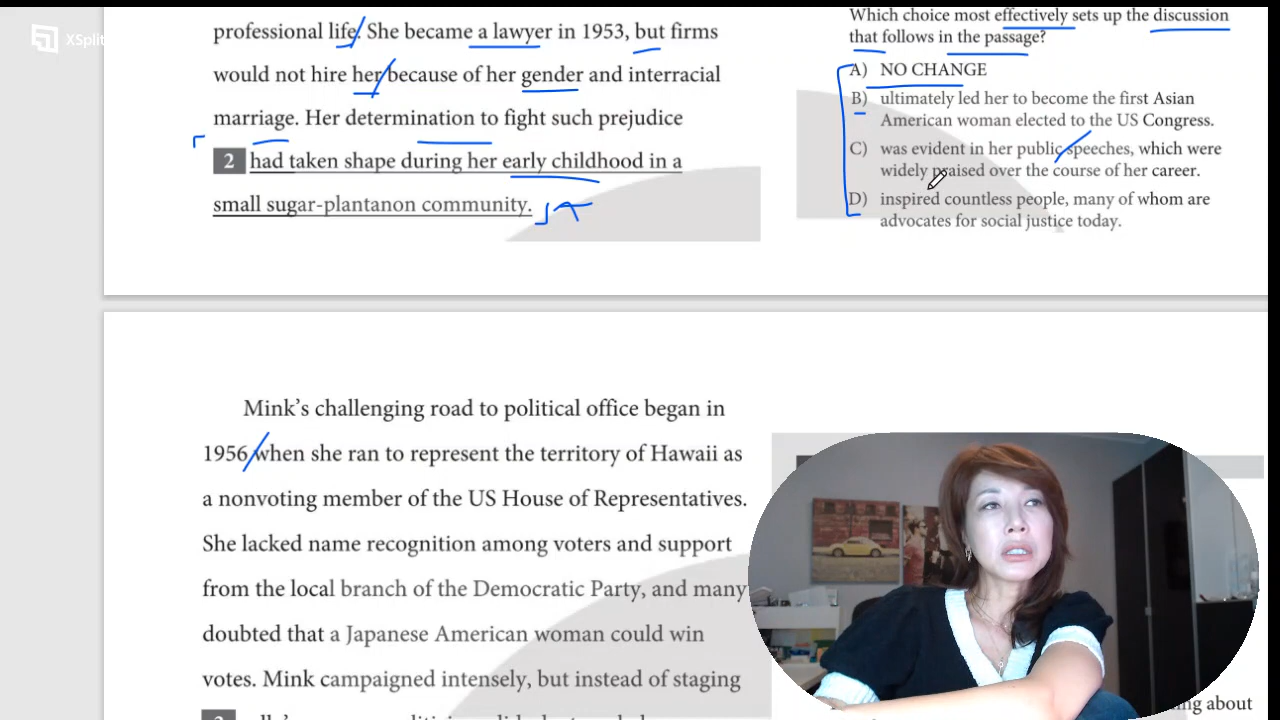 XSplit
professional life. She became a lawyer in 1953, but firms
would not hire her because of her gender and interracial
marriage. Her determination to fight such prejudice
2 had taken shape during her early childhood in a
small sugar-plantanon community.
Which choice most effectively sets up the discussion
that follows in the passage?
A) NO CHANGE
B) ultimately led her to become the first Asian
American woman elected to the US Congress.
C) was evident in her public speeches, which were
widely praised over the course of her career.
D) inspired countless people, many of whom are
advocates for social justice today.
Mink's challenging road to political office began in
1956 when she ran to represent the territory of Hawaii as
a nonvoting member of the US House of Representatives.
She lacked name recognition among voters and support
from the local branch of the Democratic Party, and many
doubted that a Japanese American woman could win
votes. Mink campaigned intensely, but instead of staging
about